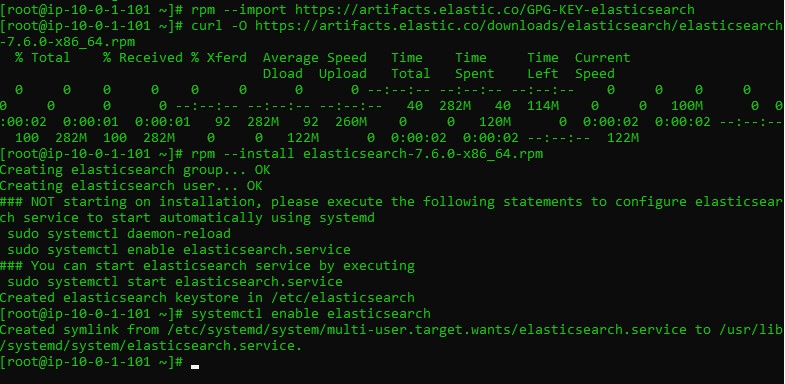 [root@ip-10-0-1-101 ~]# rpm --import https://artifacts.elastic.co/GPG-KEY-elasticsearch
[root@ip-10-0-1-101 ~]# curl -O https://artifacts.elastic.co/downloads/elasticsearch/elasticsearch
-7.6.0-x86_64.rpm
  % Total    % Received % Xferd  Average Speed   Time    Time     Time  Current
                                 Dload  Upload   Total   Spent    Left  Speed
  0     0    0     0    0     0      0      0 --:--:-- --:--:-- --:--:--     0    0     0    0
0     0    0     0 --:--:-- --:--:-- --:--:--   40  282M   40  114M    0     0   100M      0  0
:00:02  0:00:01  0:00:01   92  282M   92  260M    0     0   120M      0  0:00:02  0:00:02 --:--:--
  100  282M  100  282M    0     0   122M      0  0:00:02  0:00:02 --:--:--  122M
[root@ip-10-0-1-101 ~]# rpm --install elasticsearch-7.6.0-x86_64.rpm
Creating elasticsearch group... OK
Creating elasticsearch user... OK
### NOT starting on installation, please execute the following statements to configure elasticsear
ch service to start automatically using systemd
 sudo systemctl daemon-reload
 sudo systemctl enable elasticsearch.service
### You can start elasticsearch service by executing
 sudo systemctl start elasticsearch.service
Created elasticsearch keystore in /etc/elasticsearch
[root@ip-10-0-1-101 ~]# systemctl enable elasticsearch
Created symlink from /etc/systemd/system/multi-user.target.wants/elasticsearch.service to /usr/lib
/systemd/system/elasticsearch.service.
[root@ip-10-0-1-101 ~]#